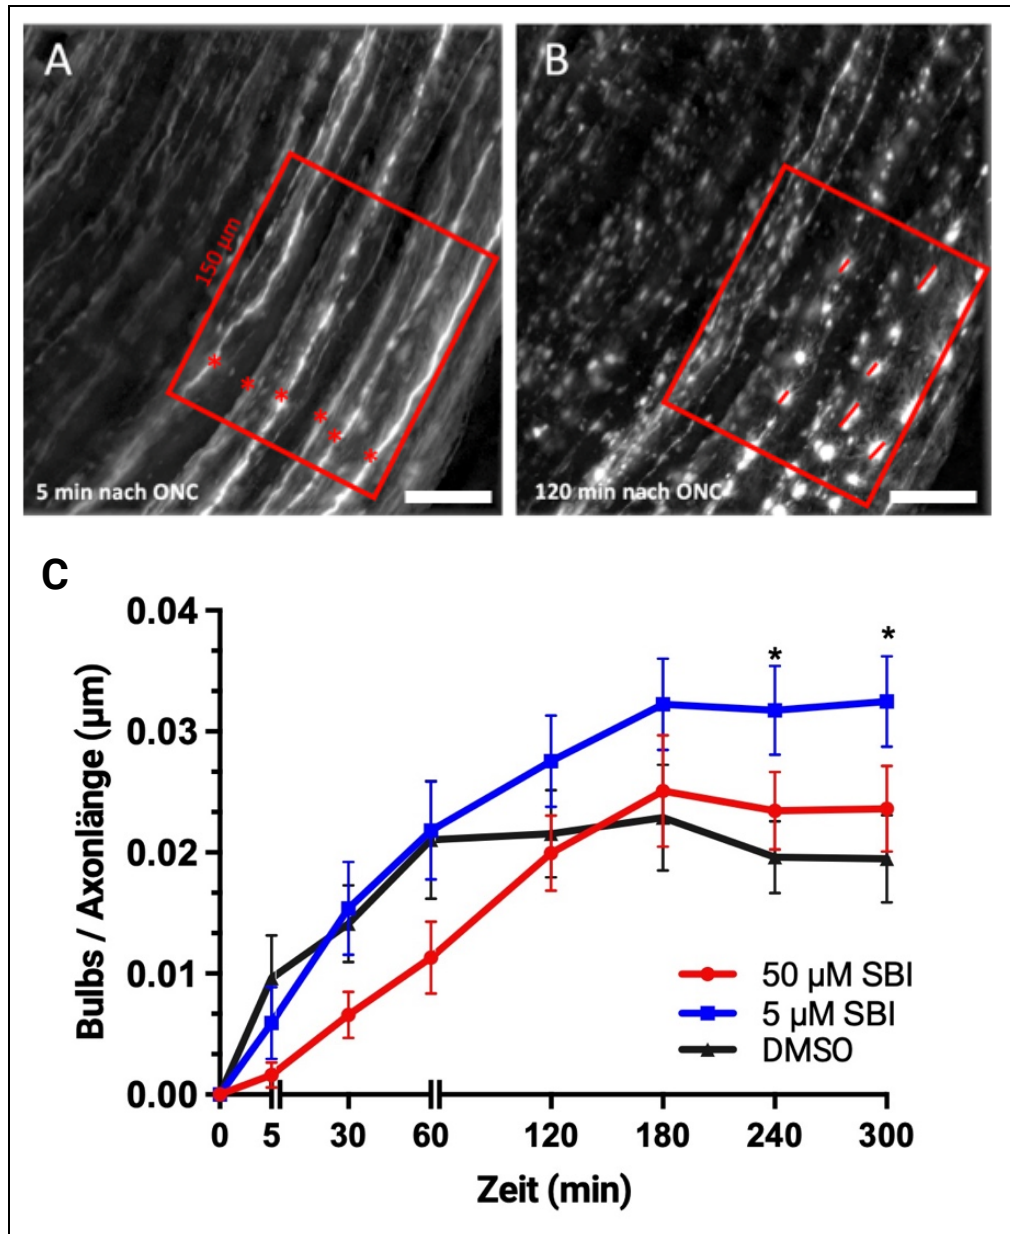 A
B
150 µm
* * * * * *
5 min nach ONC
120 min nach ONC
C
Bulbs / Axonlänge (µm)
0.04
0.03
0.02
0.01
0.00
*
*
50 µM SBI
5 µM SBI
DMSO
0 5 30 60 120 180 240 300
Zeit (min)